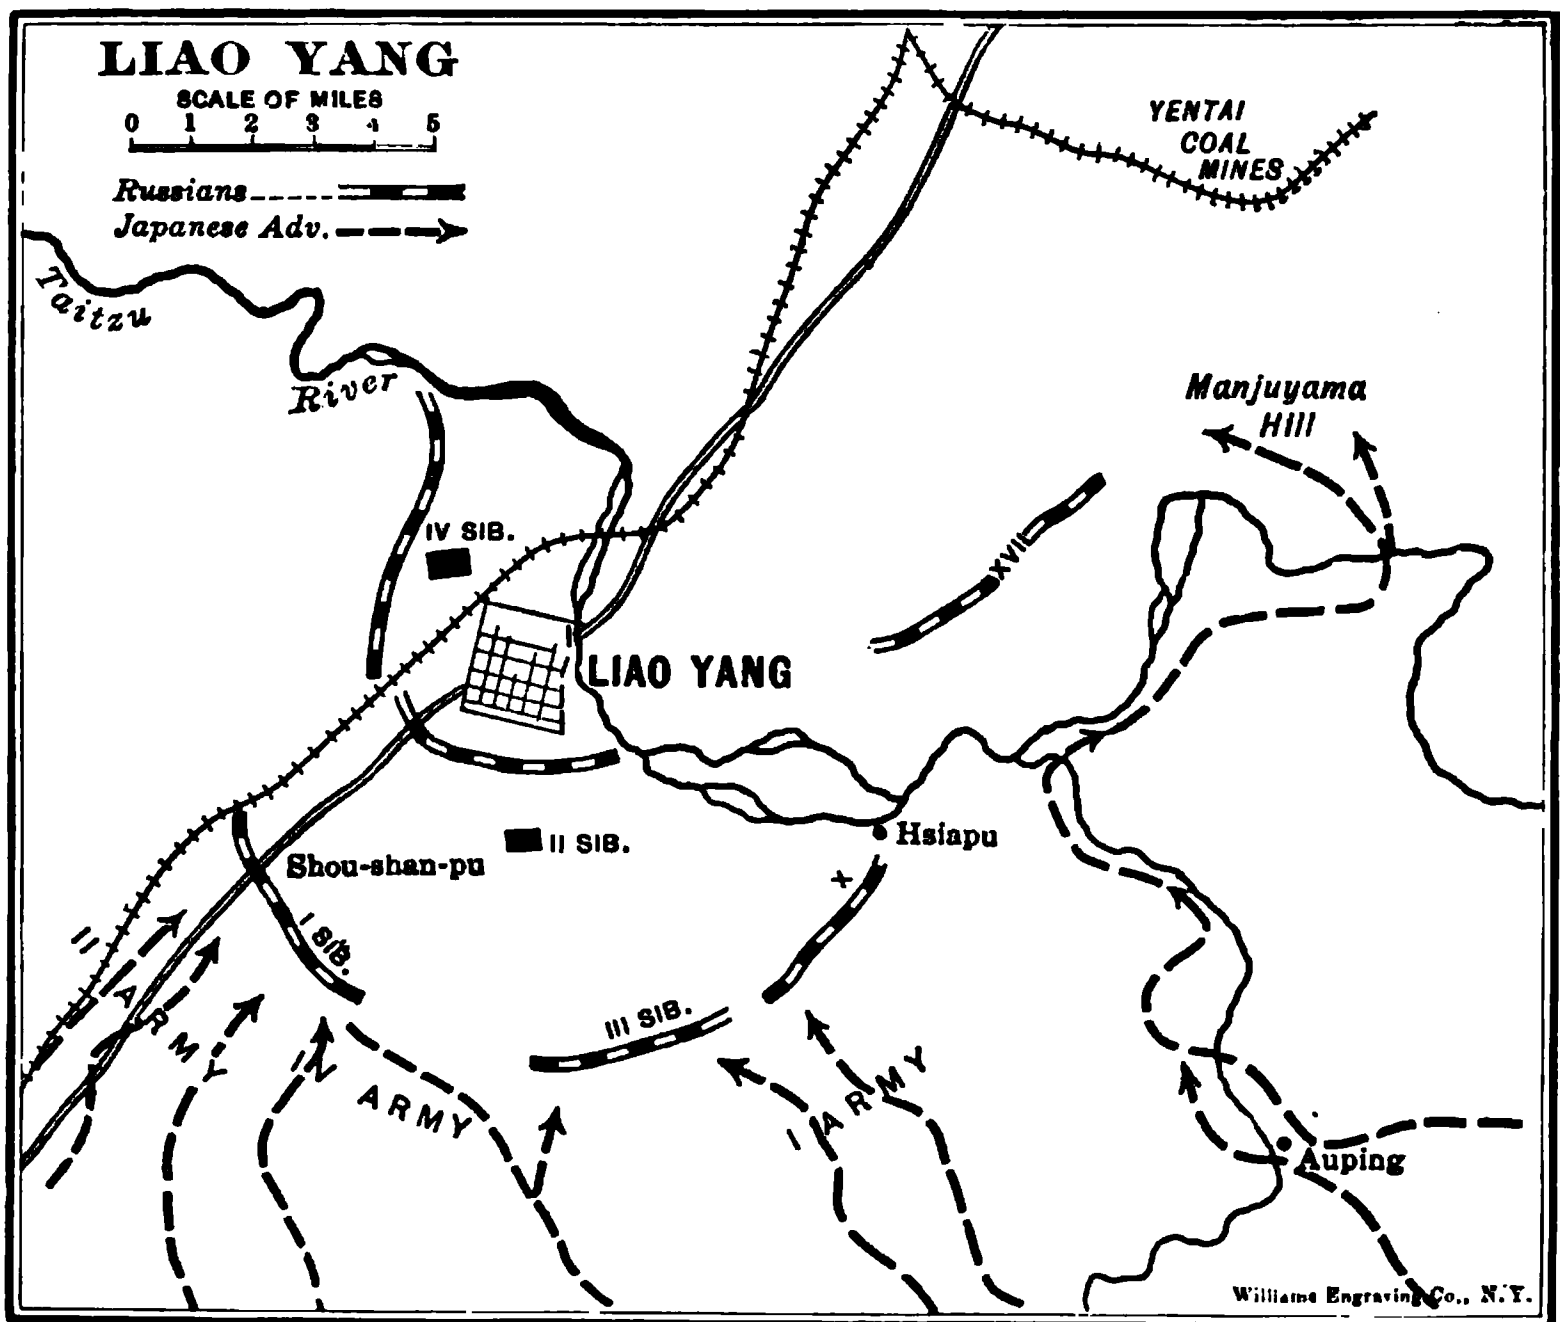 LIAO YANG
SCALE OF MILES
0 1 2 3 4 5
Russians
Japanese Adv.
YENTAI
COAL
MINES
Taitzu
River
Manjuyama
Hill
IV SIB.
XVII
LIAO YANG
Hsiapu
II SIB.
Shou-shan-pu
X
I SIB.
II ARMY
III SIB.
IV ARMY
I ARMY
Auping
Williams Engraving Co., N.Y.